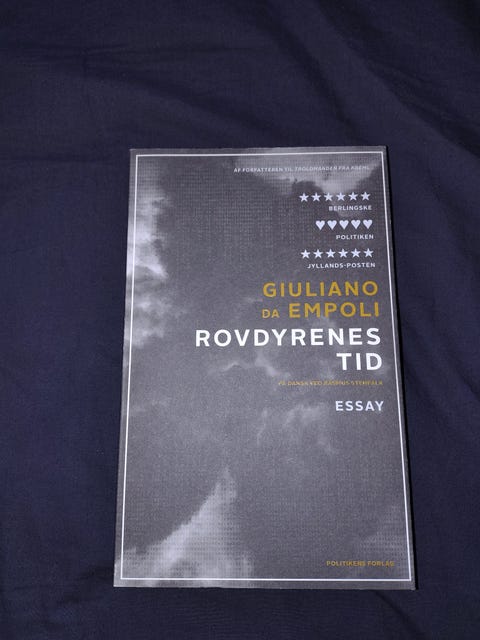 AF FORFATTEREN TIL TROLDMANDEN FRA KREML
★★★★★★
BERLINGSKE
♥♥♥♥♥
POLITIKEN
★★★★★★
JYLLANDS-POSTEN
GIULIANO
DA EMPOLI
ROVDYRENES
TID
PÅ DANSK VED RASMUS STENFALK
ESSAY
POLITIKENS FORLAG